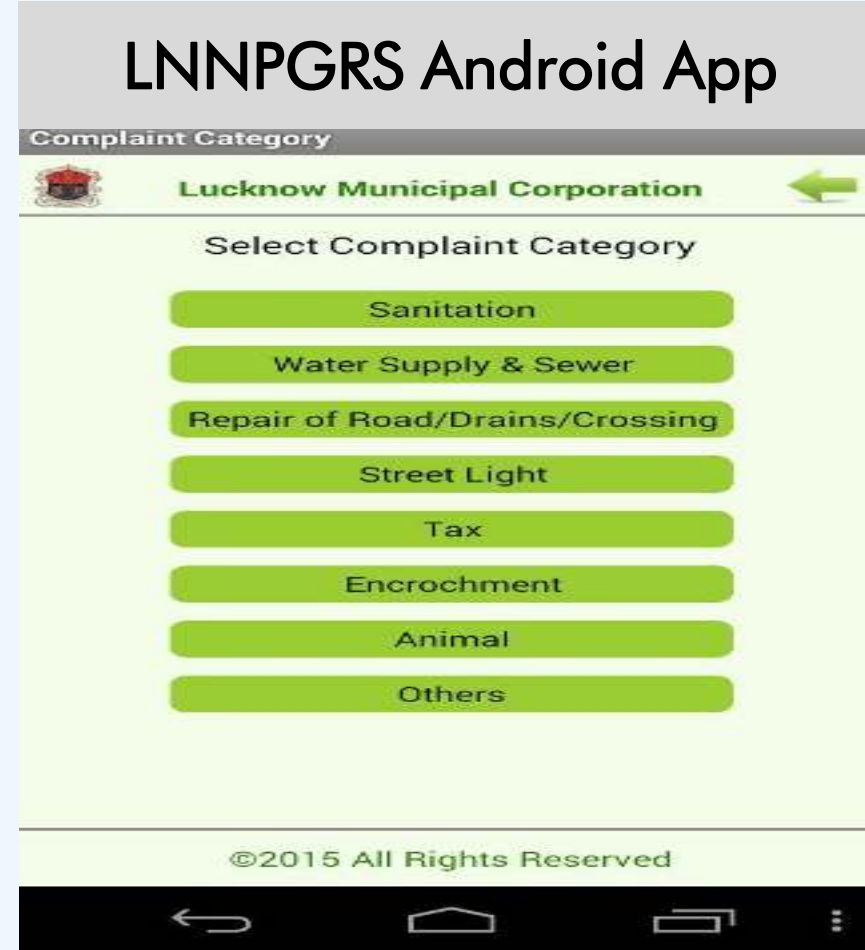 LNNPGRS Android App
Complaint Category
Lucknow Municipal Corporation
Select Complaint Category
Sanitation
Water Supply & Sewer
Repair of Road/Drains/Crossing
Street Light
Tax
Encrochment
Animal
Others
©2015 All Rights Reserved